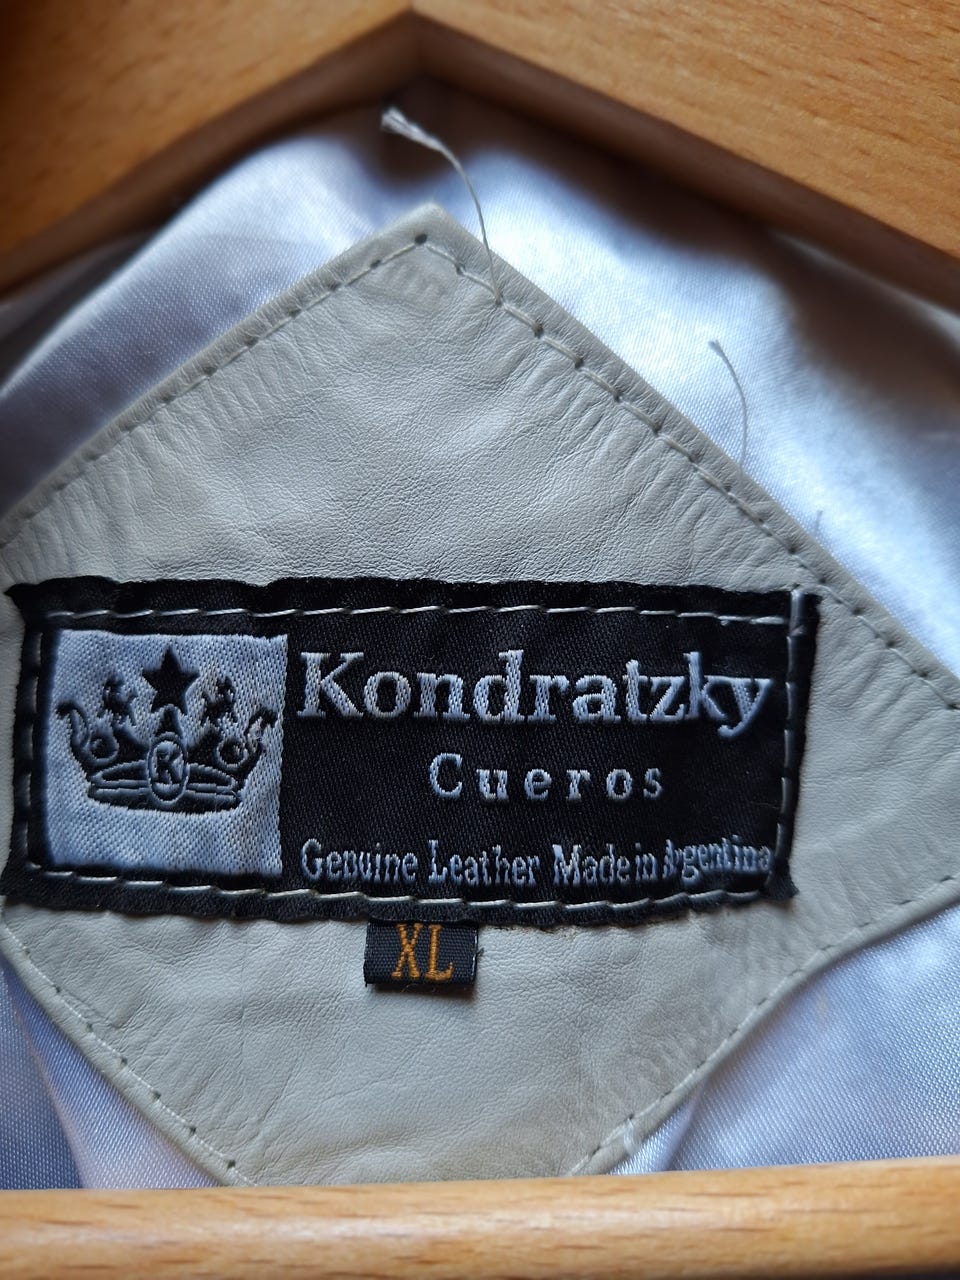 Kondratzky
Cueros
Genuine Leather Made in Argentina
K
XL